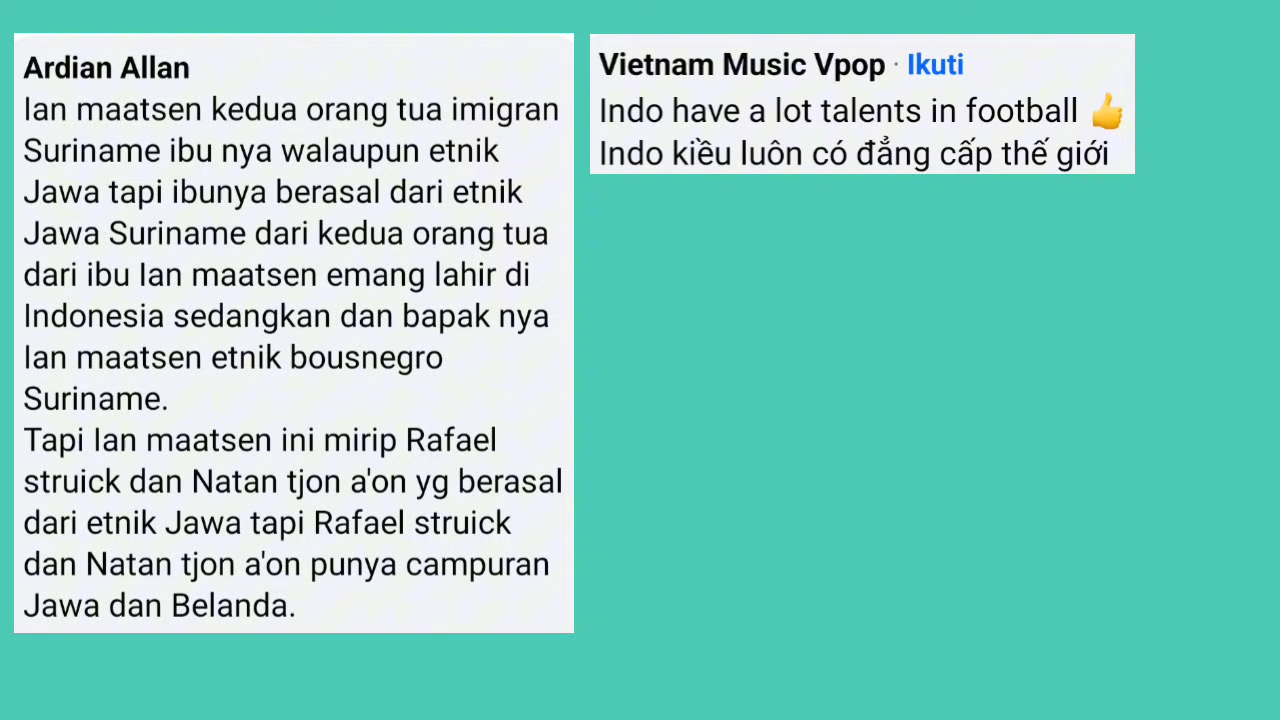 Ardian Allan
Ian maatsen kedua orang tua imigran
Suriname ibu nya walaupun etnik
Jawa tapi ibunya berasal dari etnik
Jawa Suriname dari kedua orang tua
dari ibu Ian maatsen emang lahir di
Indonesia sedangkan dan bapak nya
Ian maatsen etnik bousnegro
Suriname.
Tapi Ian maatsen ini mirip Rafael
struick dan Natan tjon a'on yg berasal
dari etnik Jawa tapi Rafael struick
dan Natan tjon a'on punya campuran
Jawa dan Belanda.
Vietnam Music Vpop · Ikuti
Indo have a lot talents in football 👍
Indo kiều luôn có đẳng cấp thế giới